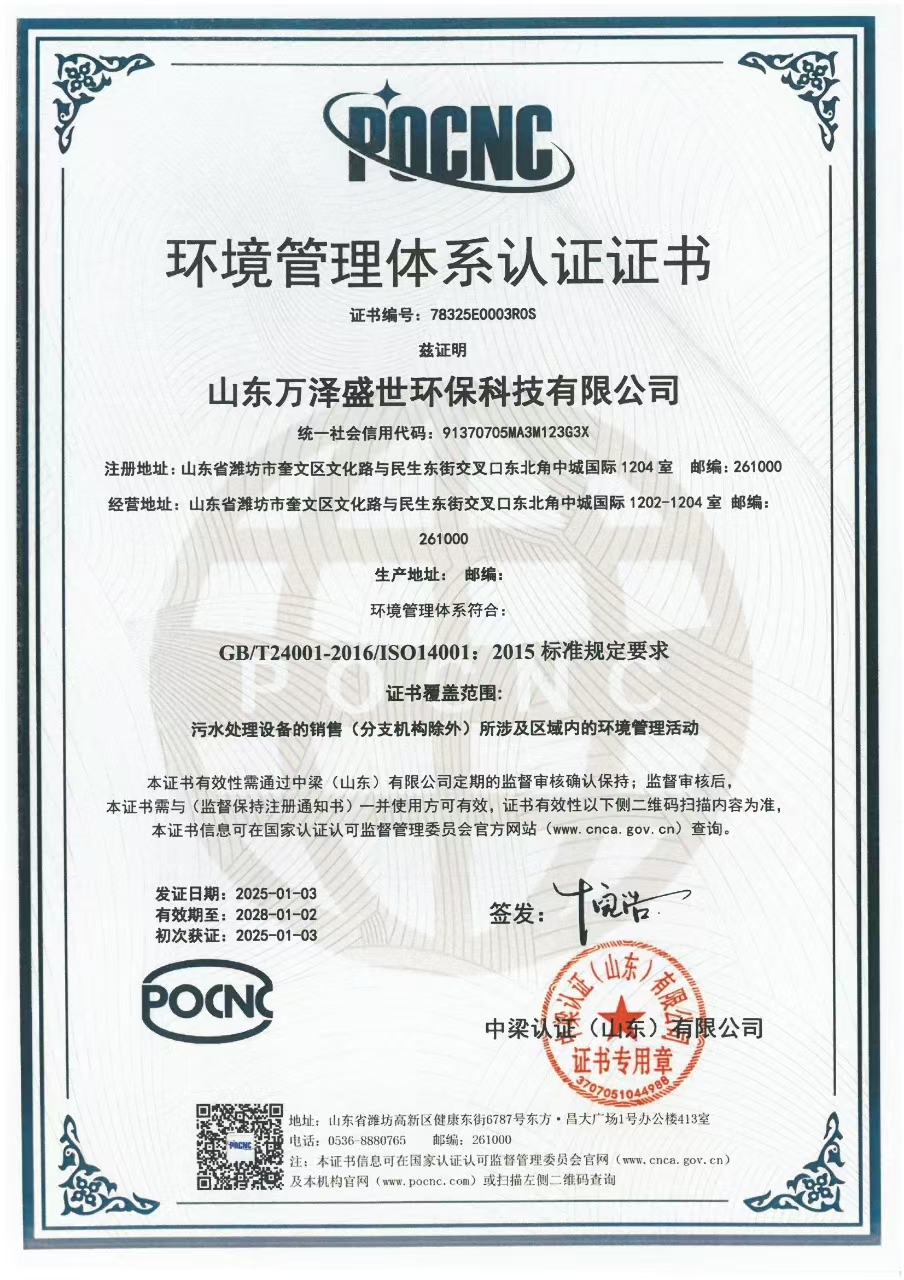 POCNC
环境管理体系认证证书
证书编号：78325E0003R0S
兹证明
山东万泽盛世环保科技有限公司
统一社会信用代码：91370705MA3M123G3X
注册地址：山东省潍坊市奎文区文化路与民生东街交叉口东北角中城国际 1204 室 邮编：261000
经营地址：山东省潍坊市奎文区文化路与民生东街交叉口东北角中城国际 1202-1204 室 邮编：
261000
生产地址： 邮编：
环境管理体系符合：
GB/T24001-2016/ISO14001：2015 标准规定要求
POCNC
证书覆盖范围：
污水处理设备的销售（分支机构除外）所涉及区域内的环境管理活动
本证书有效性需通过中梁（山东）有限公司定期的监督审核确认保持；监督审核后，
本证书需与（监督保持注册通知书）一并使用方可有效，证书有效性以下侧二维码扫描内容为准，
本证书信息可在国家认证认可监督管理委员会官方网站（www.cnca.gov.cn）查询。
发证日期：2025-01-03
有效期至：2028-01-02
初次获证：2025-01-03
签发：
POCNC
中梁认证（山东）有限公司
中梁认证（山东）有限公司
证书专用章
3707051044988
POCNC
地址：山东省潍坊高新区健康东街6787号东方·昌大广场1号办公楼413室
电话：0536-8880765 邮编：261000
注：本证书信息可在国家认证认可监督管理委员会官网（www.cnca.gov.cn）
及本机构官网（www.pocnc.com）或扫描左侧二维码查询